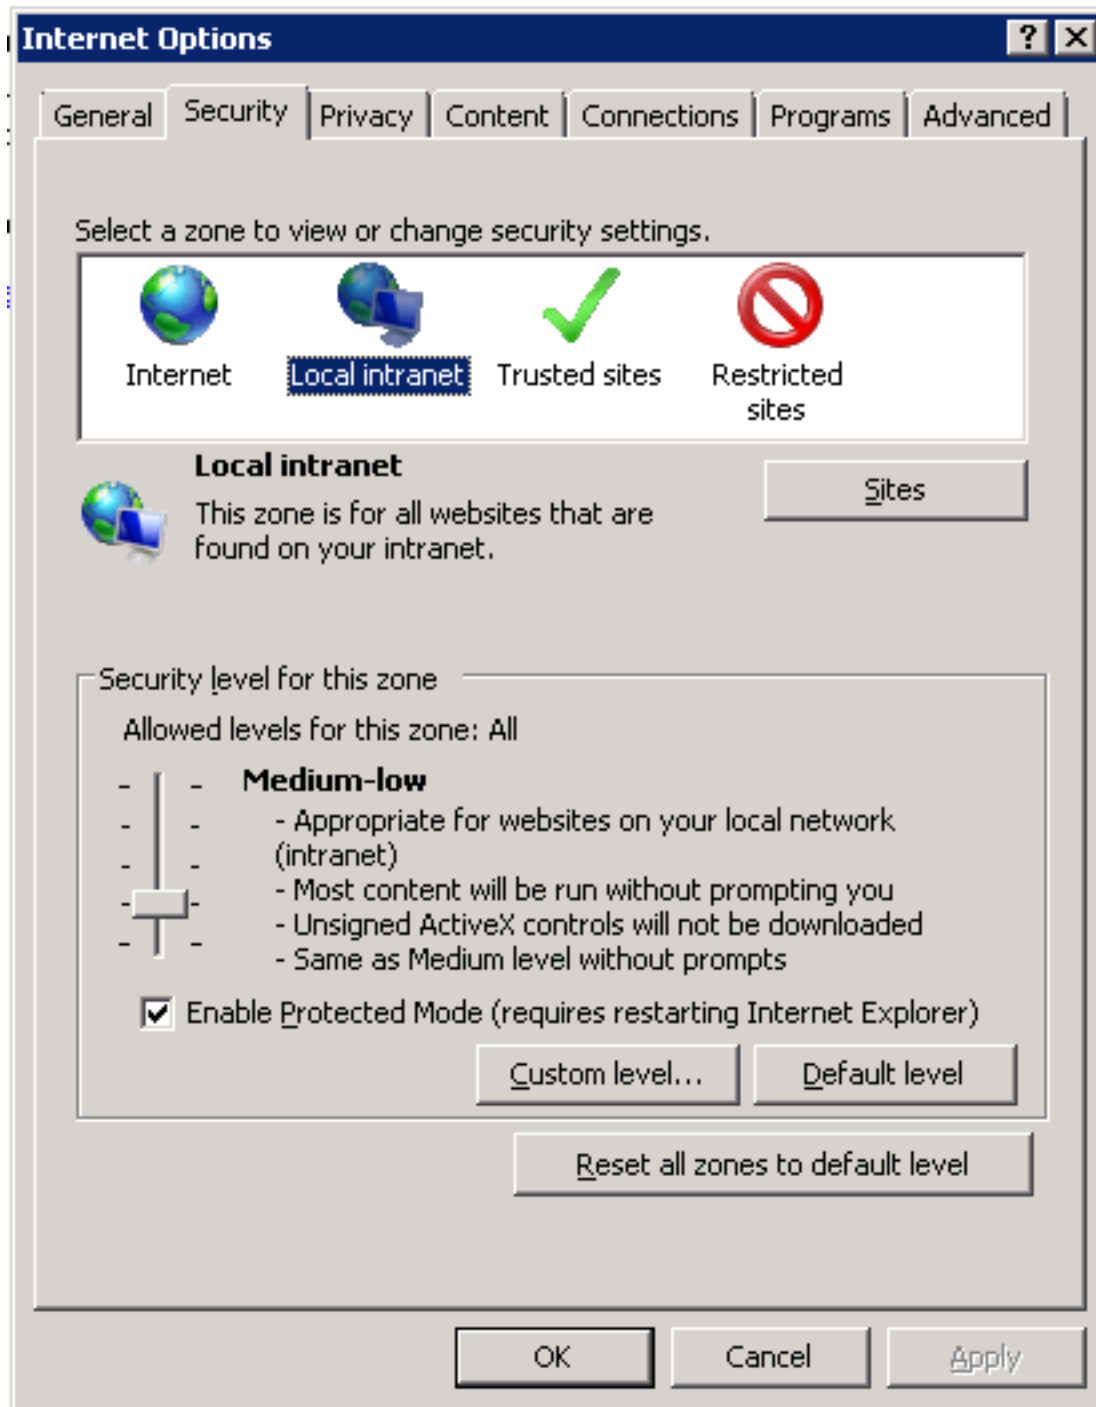 Internet Options
General Security Privacy Content Connections Programs Advanced
Select a zone to view or change security settings.
Internet Local intranet Trusted sites Restricted
sites
Local intranet
Sites
This zone is for all websites that are
found on your intranet.
Security level for this zone
Allowed levels for this zone: All
Medium-low
- Appropriate for websites on your local network
(intranet)
- Most content will be run without prompting you
- Unsigned ActiveX controls will not be downloaded
- Same as Medium level without prompts
Enable Protected Mode (requires restarting Internet Explorer)
Custom level... Default level
Reset all zones to default level
OK Cancel Apply